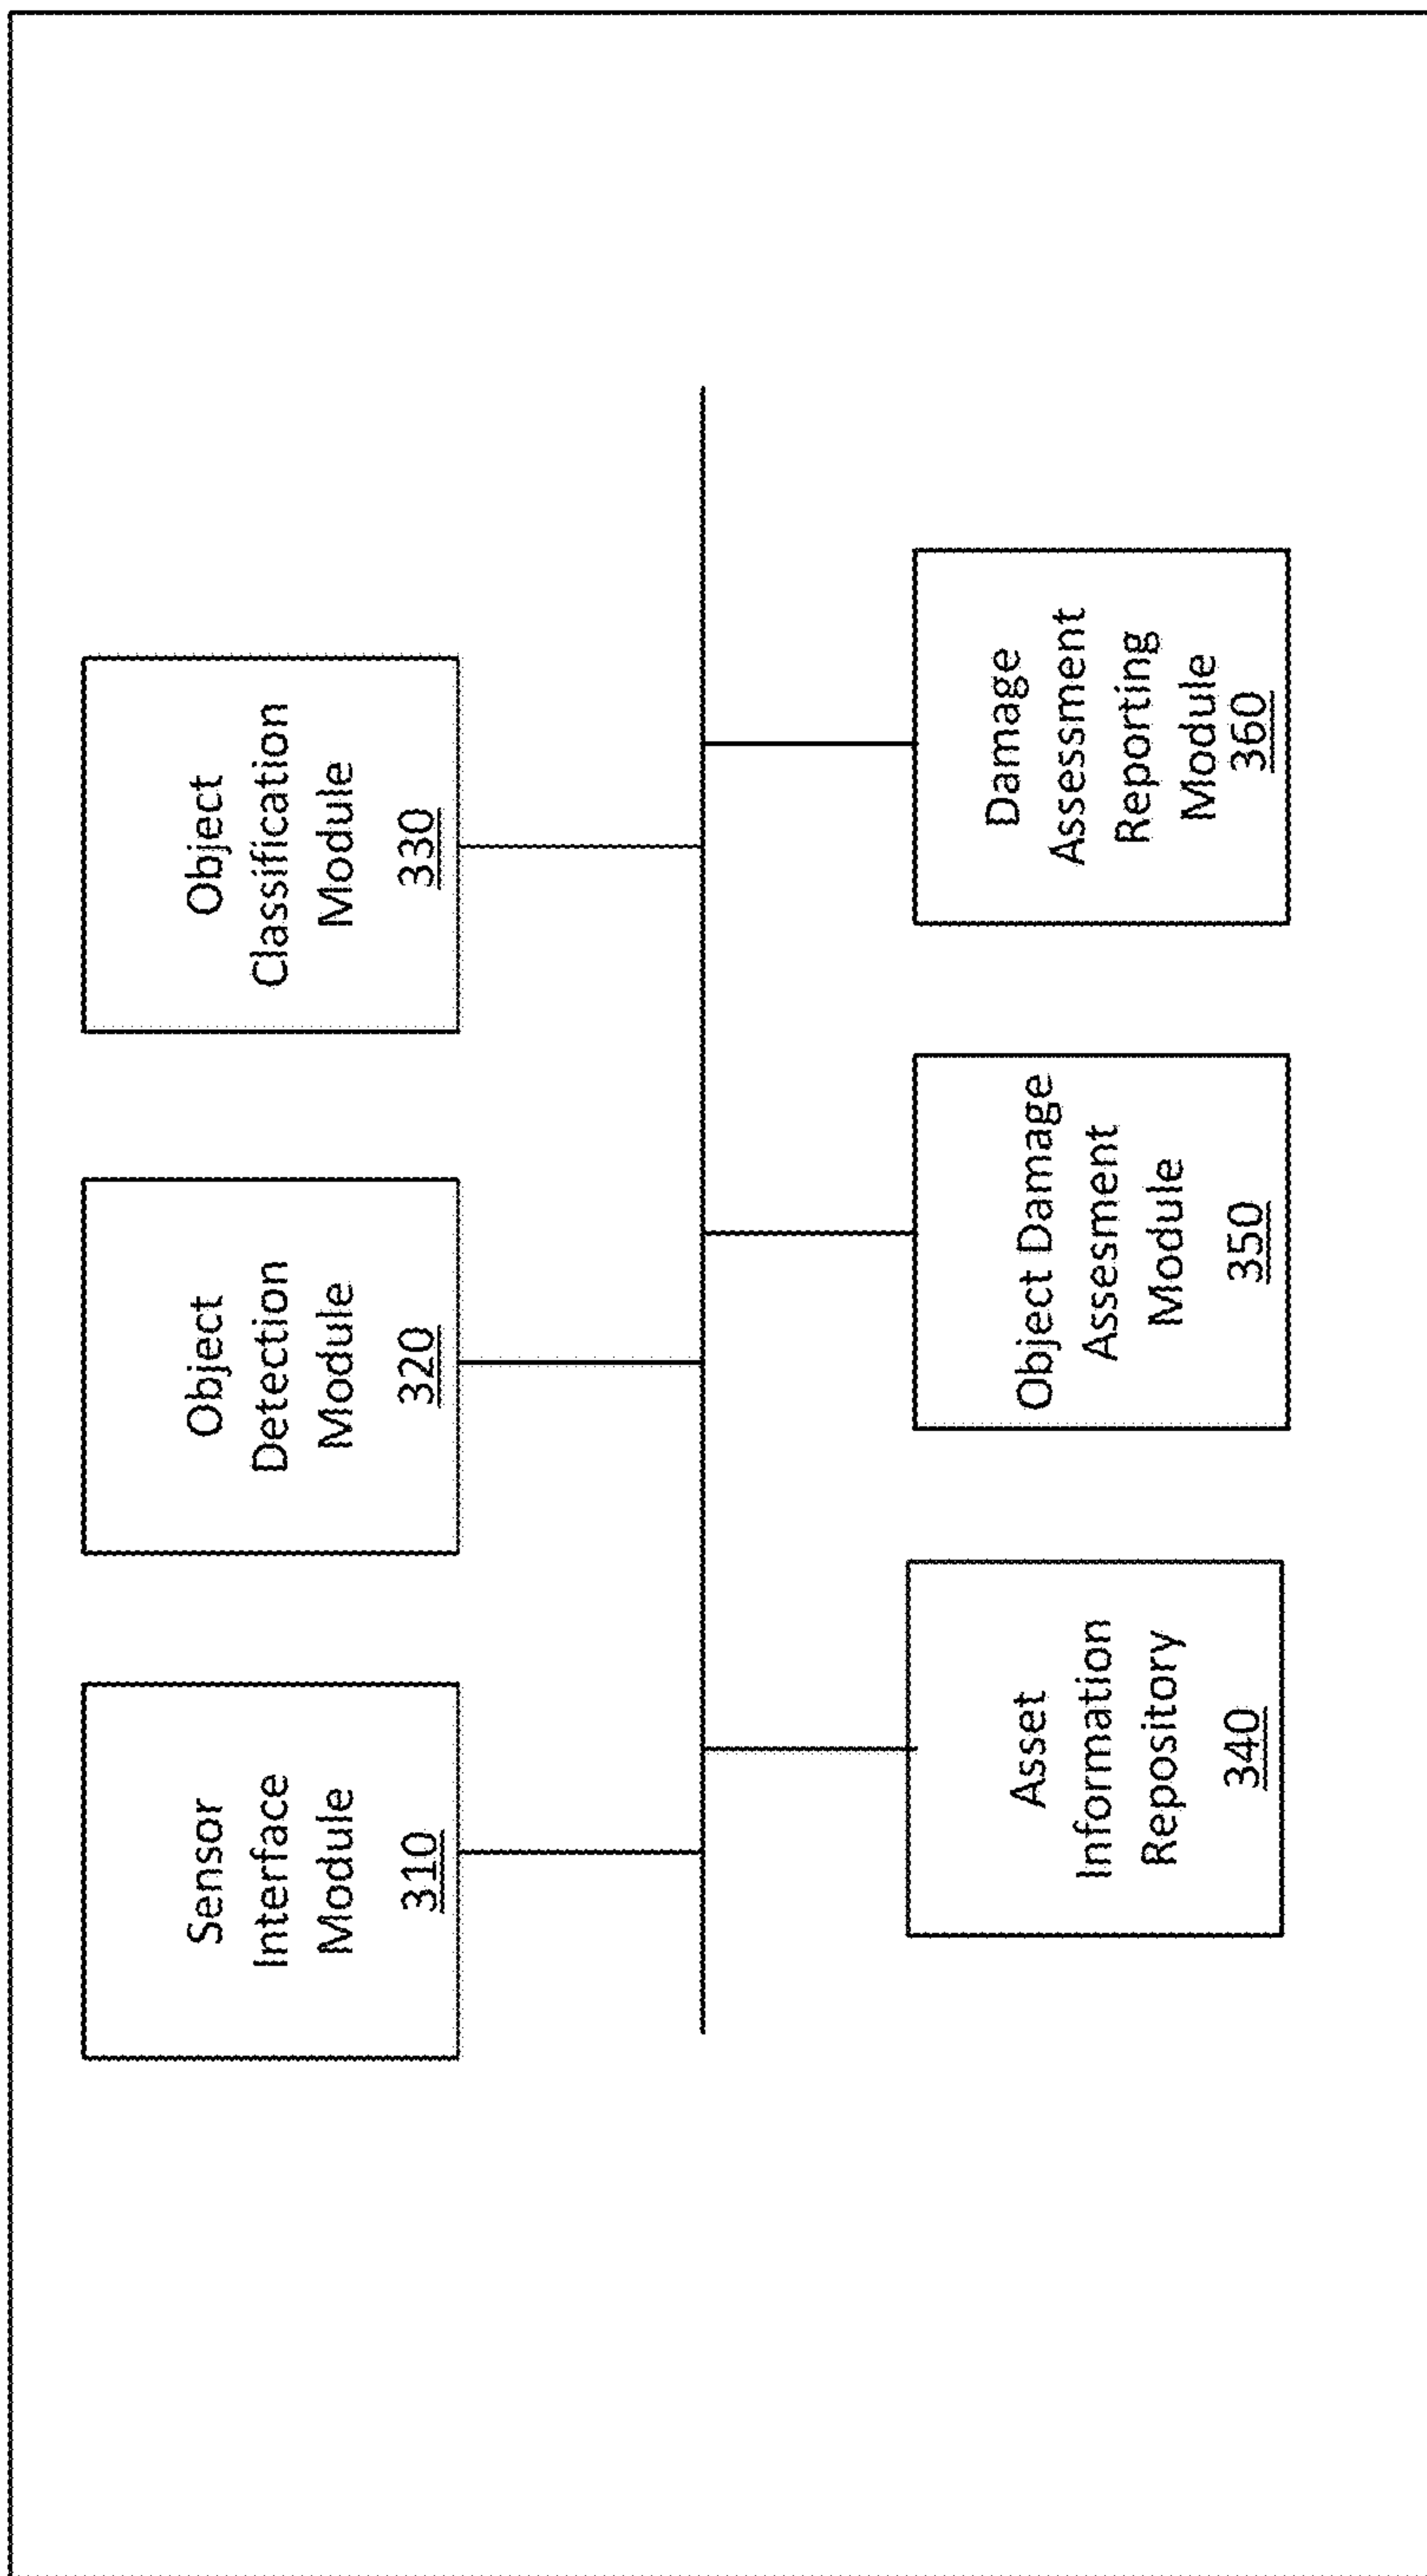 Sensor
Interface
Module
310
Object
Detection
Module
320
Object
Classification
Module
330
Asset
Information
Repository
340
Object Damage
Assesment
Module
350
Damage
Assessment
Reporting
Module
360